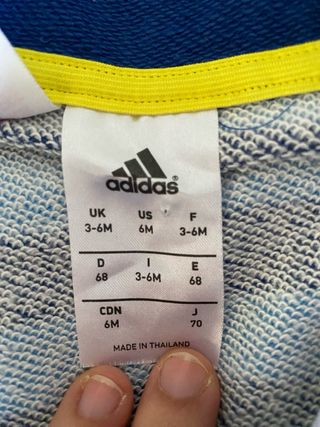 adidas
UK US F
3-6M 6M 3-6M
D I E
68 3-6M 68
CDN J
6M 70
MADE IN THAILAND